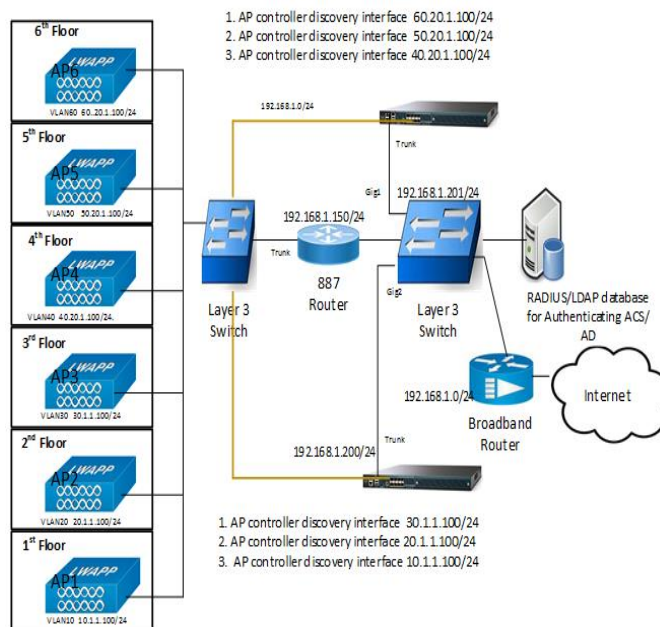 1. AP controller discovery interface 60.20.1.100/24
2. AP controller discovery interface 50.20.1.100/24
3. AP controller discovery interface 40.20.1.100/24
6th Floor
LWAPP
AP6
VLAN60 60..20.1.100/24
5th Floor
LWAPP
AP5
VLAN50 50.20.1.100/24
4th Floor
LWAPP
AP4
VLAN40 40.20.1.100/24.
3rd Floor
LWAPP
AP3
VLAN30 30.1.1.100/24
2nd Floor
LWAPP
AP2
VLAN20 20.1.1.100/24
1st Floor
LWAPP
AP1
VLAN10 10.1.1.100/24
192.168.1.0/24
Trunk
Gig1
192.168.1.201/24
192.168.1.150/24
Trunk
887
Router
Layer 3
Switch
Gig2
Layer 3
Switch
RADIUS/LDAP database
for Authenticating ACS/
AD
192.168.1.0/24
Broadband
Router
Internet
192.168.1.200/24
Trunk
1. AP controller discovery interface 30.1.1.100/24
2. AP controller discovery interface 20.1.1.100/24
3. AP controller discovery interface 10.1.1.100/24